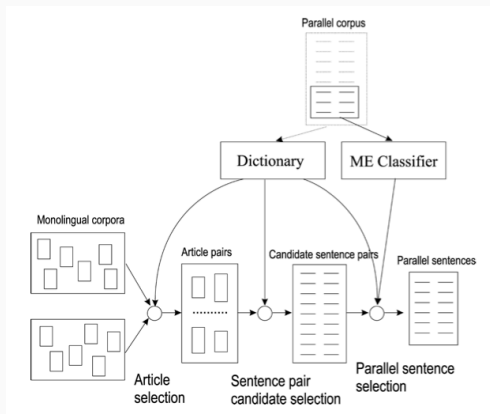 Parallel corpus
Dictionary
ME Classifier
Monolingual corpora
Article pairs
Candidate sentence pairs
Parallel sentences
Article
selection
Sentence pair
candidate selection
Parallel sentence
selection